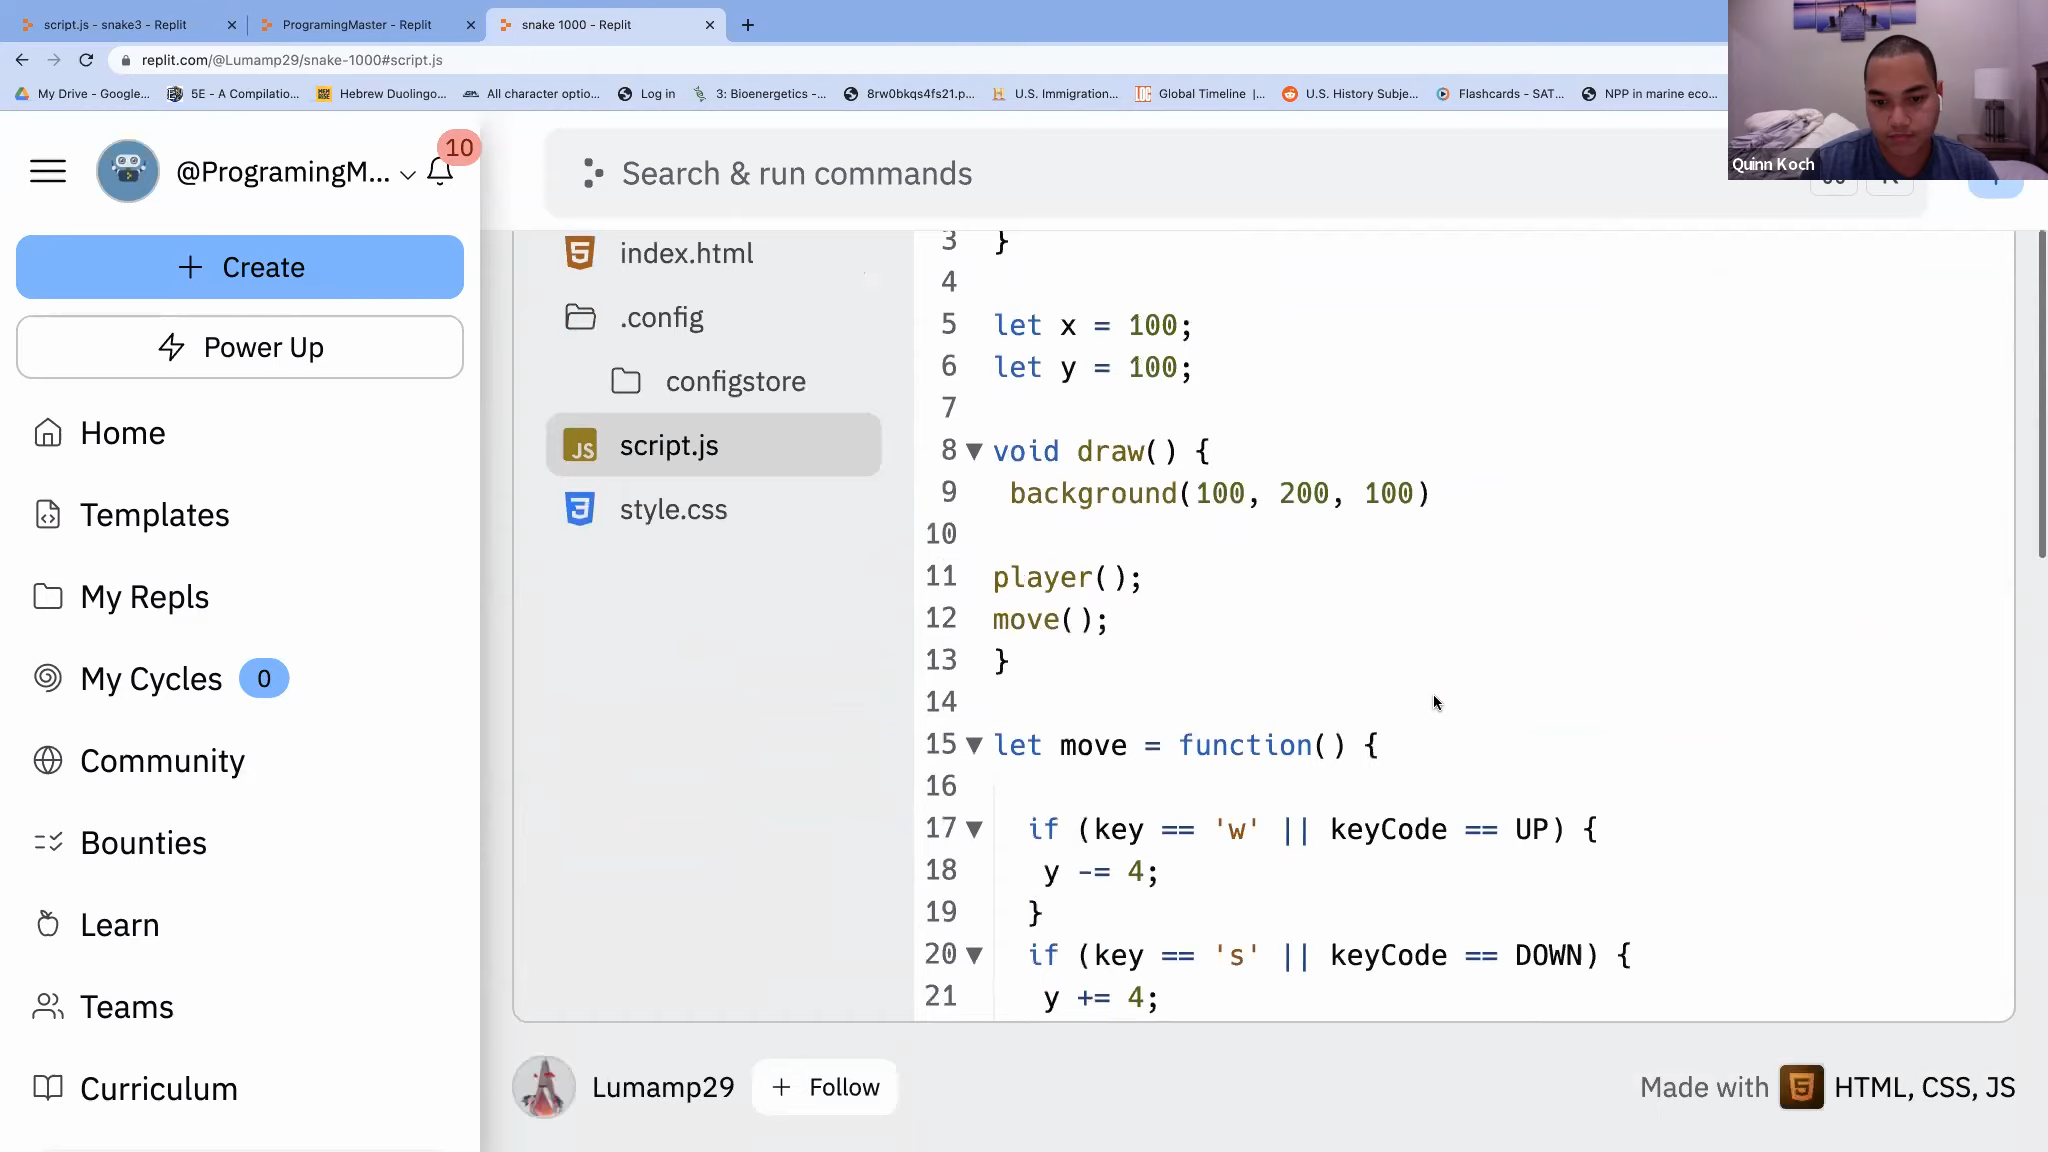 script.js - snake3 - Replit
ProgramingMaster - Replit
snake 1000 - Replit
replit.com/@Lumamp29/snake-1000#script.js
My Drive - Google...
5E - A Compilatio...
Hebrew Duolingo...
All character optio...
Log in
3: Bioenergetics -...
8rw0bkqs4fs21.p...
U.S. Immigration...
Global Timeline |...
U.S. History Subje...
Flashcards - SAT...
NPP in marine eco...
Quinn Koch
@ProgramingM...
10
Search & run commands
Create
Power Up
Home
Templates
My Repls
My Cycles 0
Community
Bounties
Learn
Teams
Curriculum
index.html
.config
configstore
script.js
style.css
3 }
4
5 let x = 100;
6 let y = 100;
7
8 void draw() {
9 background(100, 200, 100)
10
11 player();
12 move();
13 }
14
15 let move = function() {
16
17 if (key == 'w' || keyCode == UP) {
18 y -= 4;
19 }
20 if (key == 's' || keyCode == DOWN) {
21 y += 4;
Lumamp29
+ Follow
Made with HTML, CSS, JS